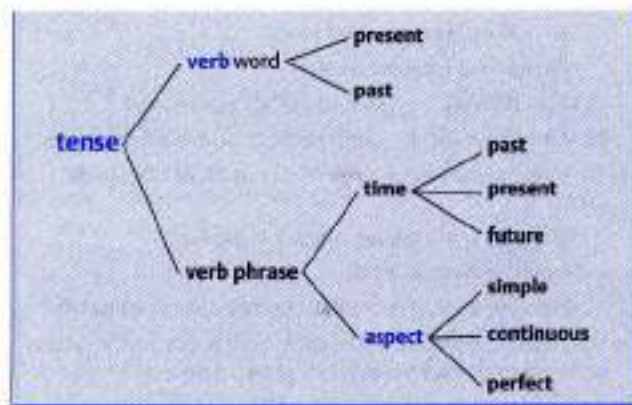 tense
verb word
present
past
verb phrase
time
past
present
future
aspect
simple
continuous
perfect